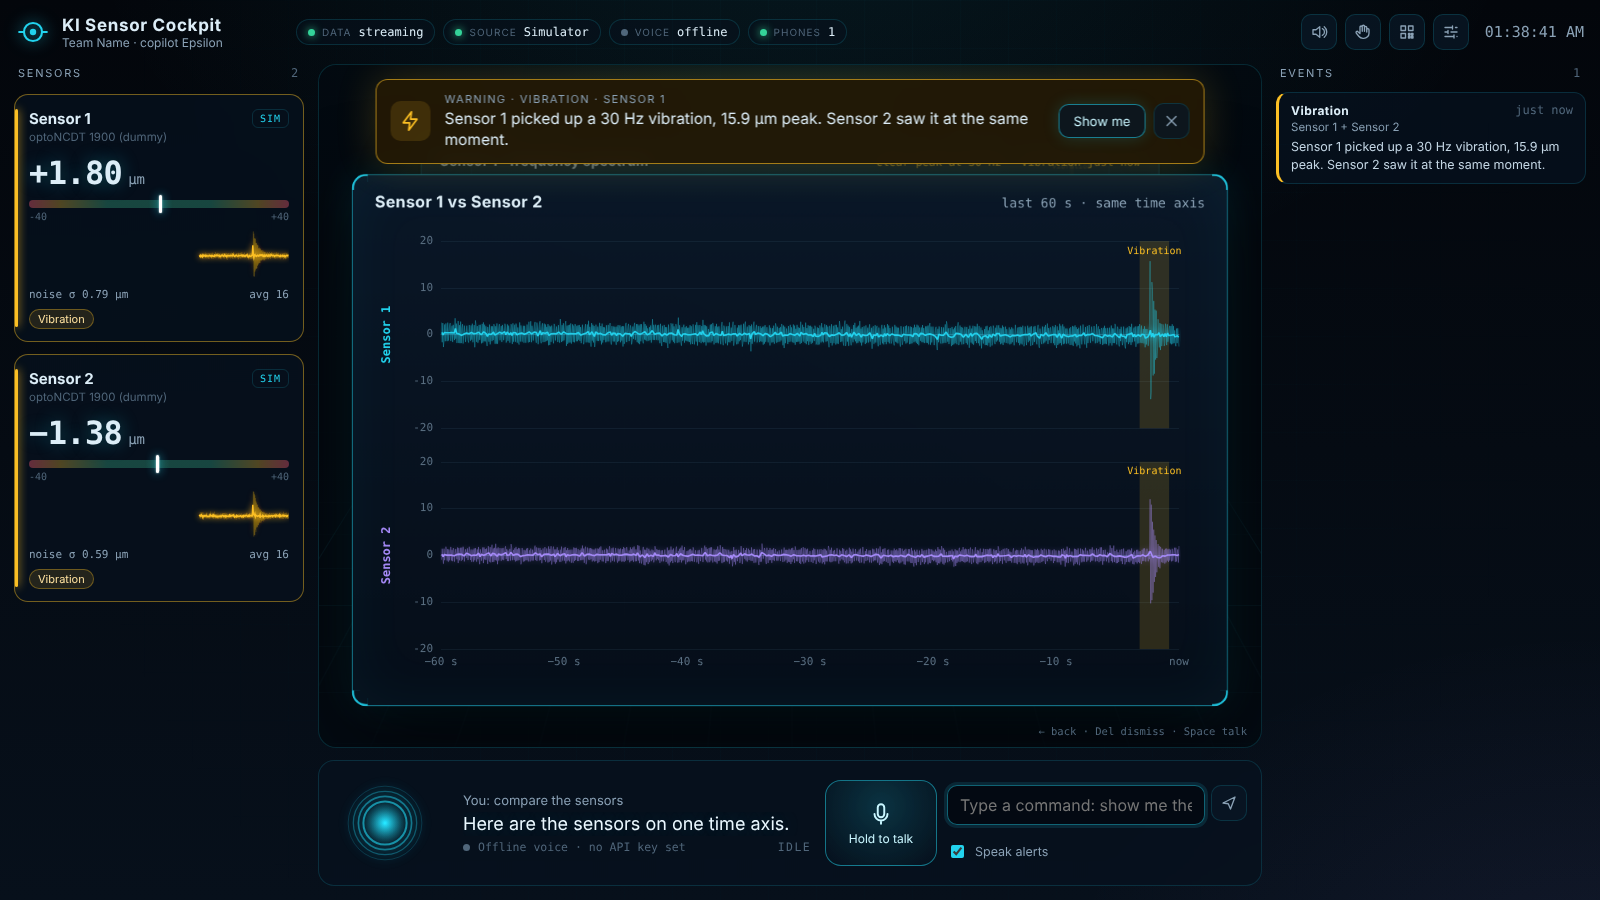 KI Sensor Cockpit
Team Name · copilot Epsilon
DATA streaming
SOURCE Simulator
VOICE offline
PHONES 1
01:38:41 AM
SENSORS 2
Sensor 1 SIM
optoNCDT 1900 (dummy)
+1.80 µm
-40 +40
noise σ 0.79 µm avg 16
Vibration
Sensor 2 SIM
optoNCDT 1900 (dummy)
−1.38 µm
-40 +40
noise σ 0.59 µm avg 16
Vibration
WARNING · VIBRATION · SENSOR 1
Sensor 1 picked up a 30 Hz vibration, 15.9 µm peak. Sensor 2 saw it at the same
moment.
Show me
Sensor 1 vs Sensor 2
last 60 s · same time axis
Sensor 1
20
10
0
-10
-20
Vibration
Sensor 2
20
10
0
-10
-20
Vibration
−60 s −50 s −40 s −30 s −20 s −10 s now
← back · Del dismiss · Space talk
You: compare the sensors
Here are the sensors on one time axis.
Offline voice · no API key set IDLE
Hold to talk
Type a command: show me the
Speak alerts
EVENTS 1
Vibration just now
Sensor 1 + Sensor 2
Sensor 1 picked up a 30 Hz vibration, 15.9 µm
peak. Sensor 2 saw it at the same moment.